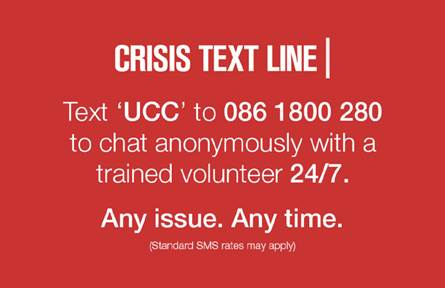 CRISIS TEXT LINE|
Text ‘UCC’ to 086 1800 280
to chat anonymously with a
trained volunteer 24/7.
Any issue. Any time.
(Standard SMS rates may apply)